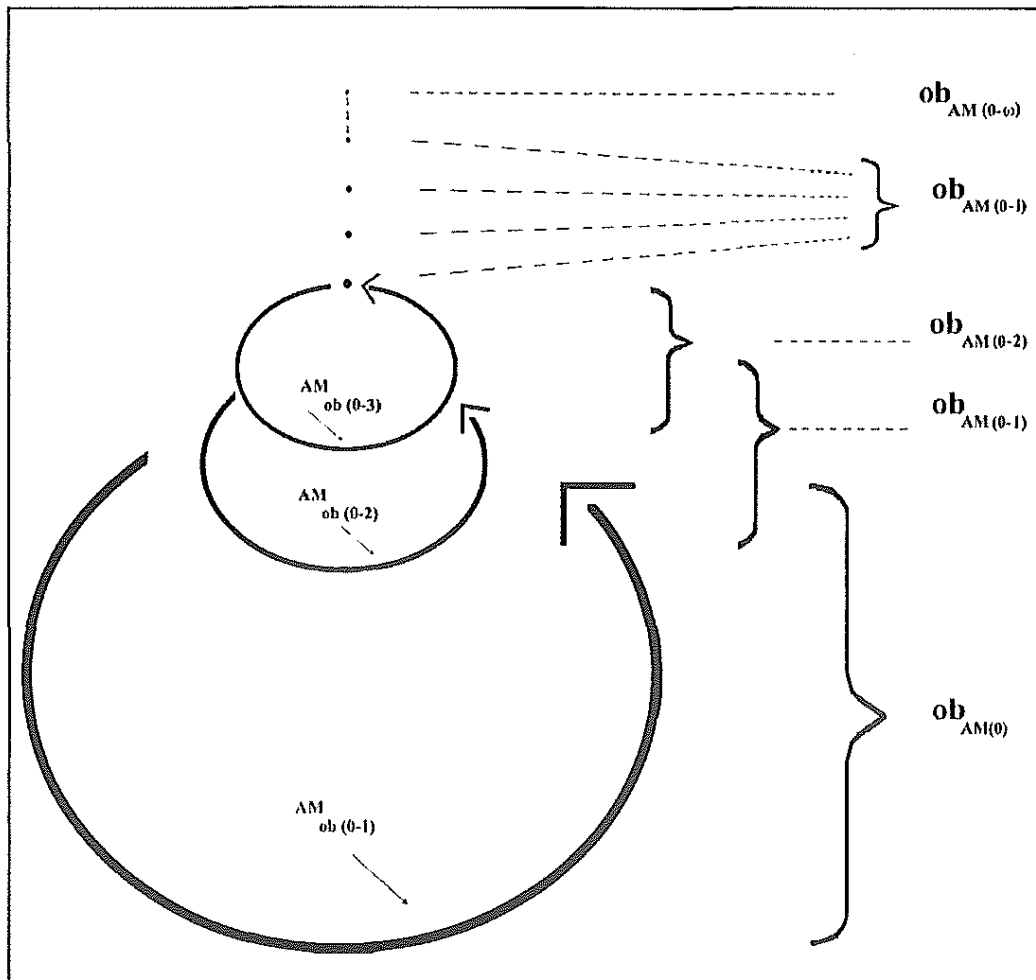 ob AM (0-ω)
ob AM (0-i)
ob AM (0-2)
AM ob (0-3)
ob AM (0-1)
AM ob (0-2)
ob AM(0)
AM ob (0-1)